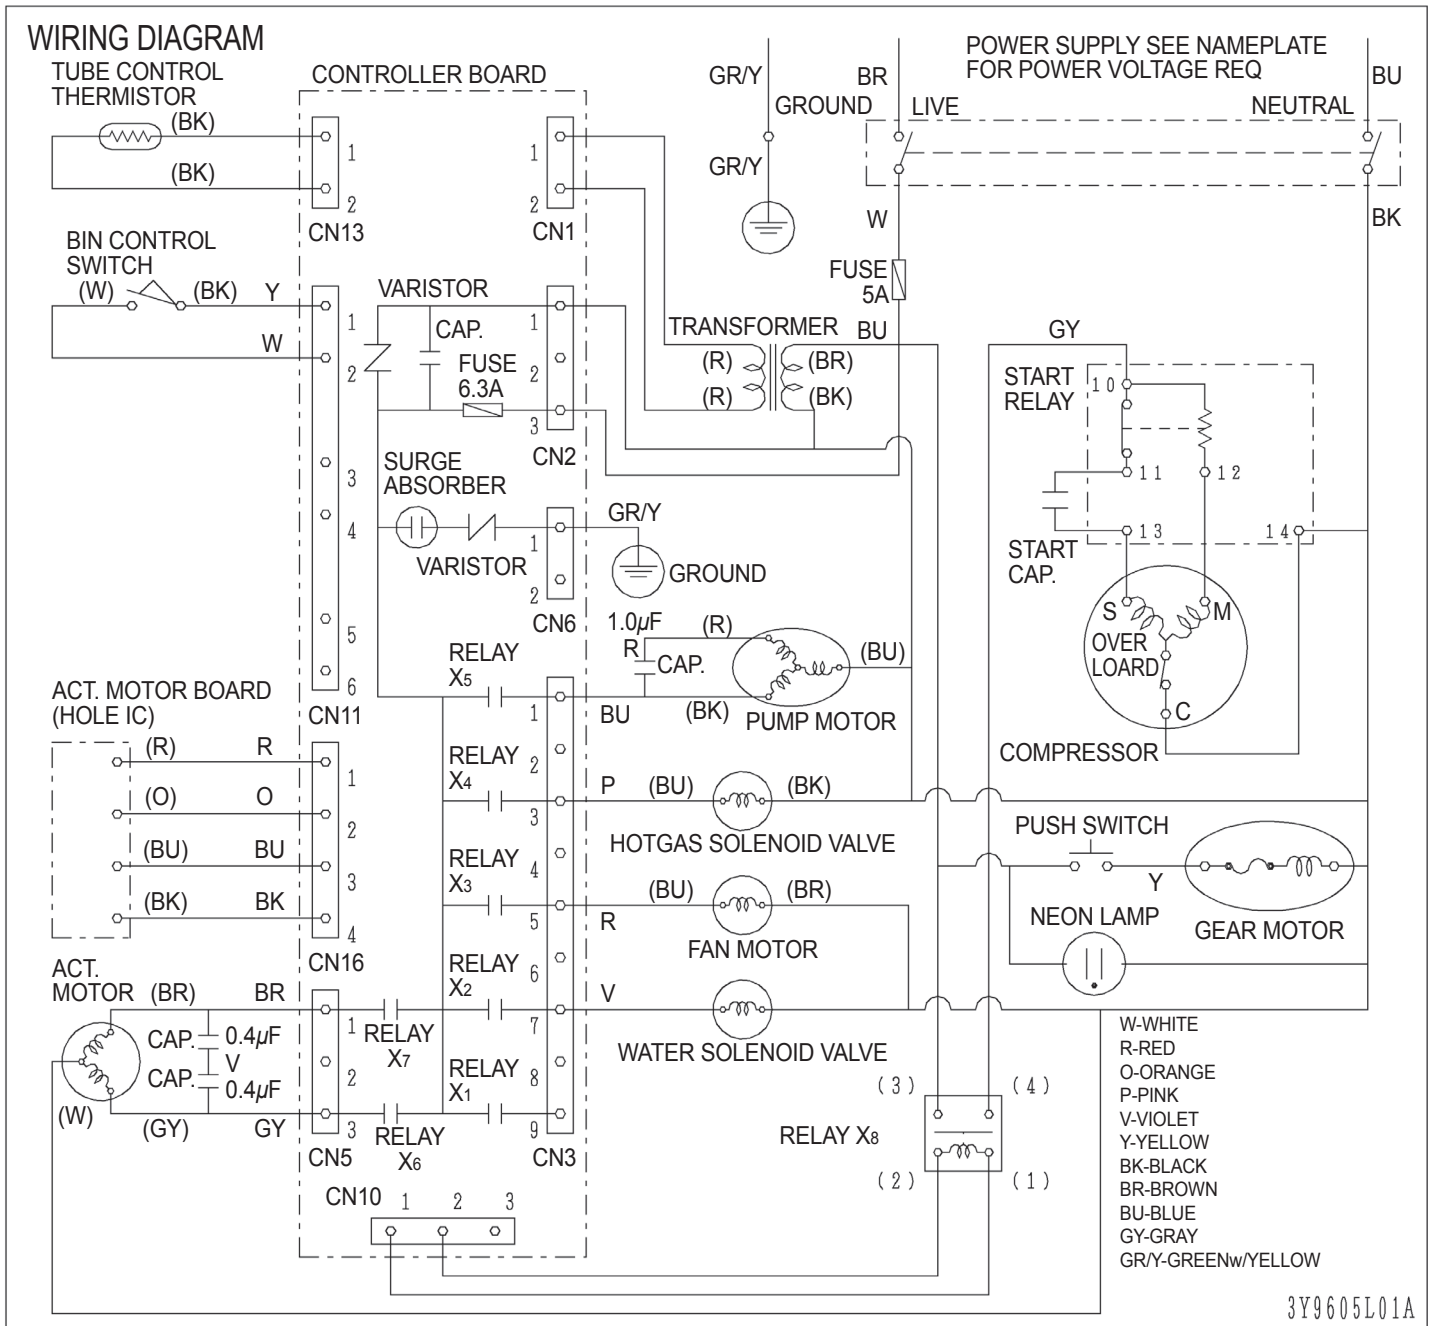 WIRING DIAGRAM
TUBE CONTROL
THERMISTOR
(BK)
(BK)
CONTROLLER BOARD
1
2
CN13
1
2
CN1
GR/Y
GROUND
GR/Y
BR
LIVE
POWER SUPPLY SEE NAMEPLATE
FOR POWER VOLTAGE REQ
NEUTRAL
BU
W
BK
FUSE
5A
BIN CONTROL
SWITCH
(W)
(BK)
Y
W
1
2
3
4
5
6
CN11
VARISTOR
CAP.
FUSE
6.3A
1
2
3
CN2
TRANSFORMER
(R)
(R)
(BR)
(BK)
BU
GY
START
RELAY
10
11
12
13
14
START
CAP.
S
M
OVER
LOARD
C
COMPRESSOR
SURGE
ABSORBER
VARISTOR
1
2
CN6
GR/Y
GROUND
1.0µF
R
CAP.
(R)
(BU)
BU
(BK)
PUMP MOTOR
RELAY
X5
1
2
RELAY
X4
3
P
(BU)
(BK)
HOTGAS SOLENOID VALVE
RELAY
X3
4
5
(BU)
(BR)
R
FAN MOTOR
RELAY
X2
6
7
V
WATER SOLENOID VALVE
RELAY
X1
8
9
CN3
PUSH SWITCH
Y
NEON LAMP
GEAR MOTOR
ACT. MOTOR BOARD
(HOLE IC)
(R)
R
(O)
O
(BU)
BU
(BK)
BK
1
2
3
4
CN16
ACT.
MOTOR
(BR)
BR
CAP.
0.4µF
V
CAP.
0.4µF
(W)
(GY)
GY
1
2
3
CN5
RELAY
X7
RELAY
X6
CN10
1
2
3
(3)
(4)
RELAY X8
(2)
(1)
W-WHITE
R-RED
O-ORANGE
P-PINK
V-VIOLET
Y-YELLOW
BK-BLACK
BR-BROWN
BU-BLUE
GY-GRAY
GR/Y-GREENw/YELLOW
3Y9605L01A